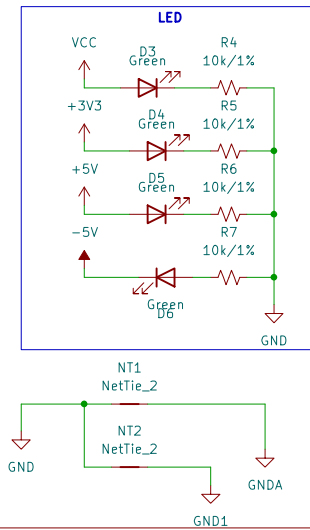 LED
VCC
D3
Green
R4
10k/1%
+3V3
D4
Green
R5
10k/1%
+5V
D5
Green
R6
10k/1%
-5V
Green
D6
R7
10k/1%
GND
NT1
NetTie_2
NT2
NetTie_2
GND
GNDA
GND1